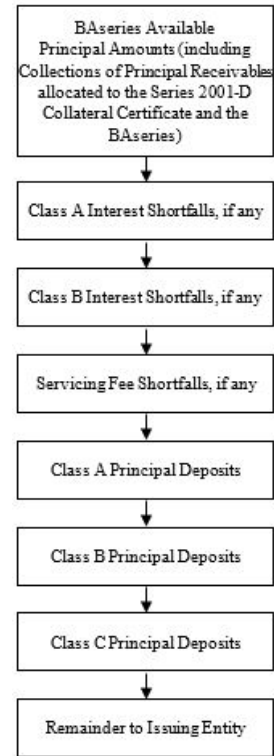 BAseries Available
Principal Amounts (including
Collections of Principal Receivables
allocated to the Series 2001-D
Collateral Certificate and the
BAseries)
Class A Interest Shortfalls, if any
Class B Interest Shortfalls, if any
Servicing Fee Shortfalls, if any
Class A Principal Deposits
Class B Principal Deposits
Class C Principal Deposits
Remainder to Issuing Entity